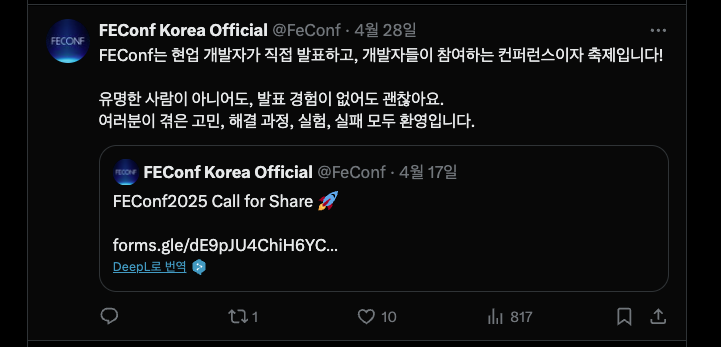 FECONF
FEConf Korea Official @FeConf · 4월 28일
FEConf는 현업 개발자가 직접 발표하고, 개발자들이 참여하는 컨퍼런스이자 축제입니다!
유명한 사람이 아니어도, 발표 경험이 없어도 괜찮아요.
여러분이 겪은 고민, 해결 과정, 실험, 실패 모두 환영입니다.
FECONF
FEConf Korea Official @FeConf · 4월 17일
FEConf2025 Call for Share 🚀
forms.gle/dE9pJU4ChiH6YC...
DeepL로 번역
1 10 817